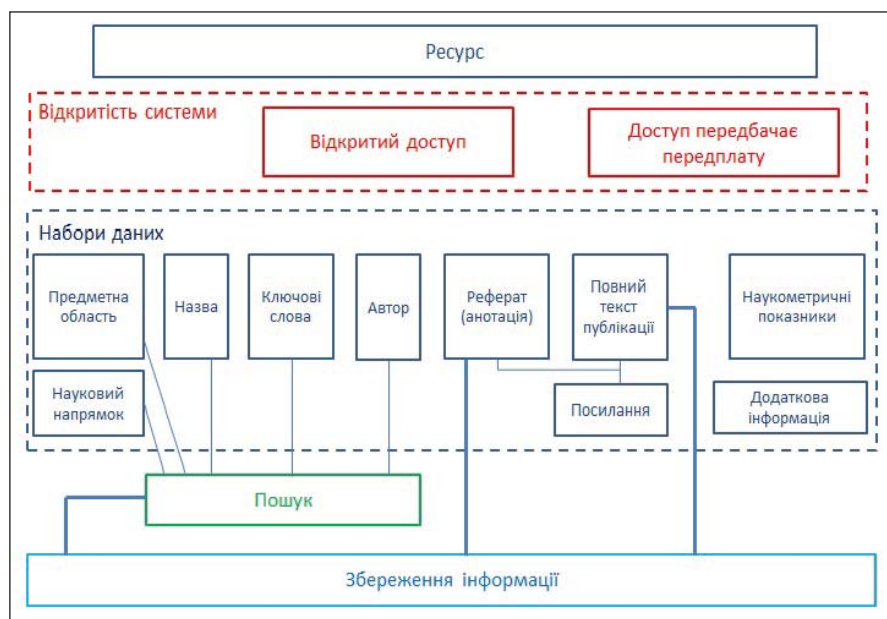 Ресурс
Відкритість системи
Відкритий доступ
Доступ передбачає
передплату
Набори даних
Предметна
область
Назва
Ключові
слова
Автор
Реферат
(анотація)
Повний
текст
публікації
Наукометричні
показники
Науковий
напрямок
Посилання
Додаткова
інформація
Пошук
Збереження інформації